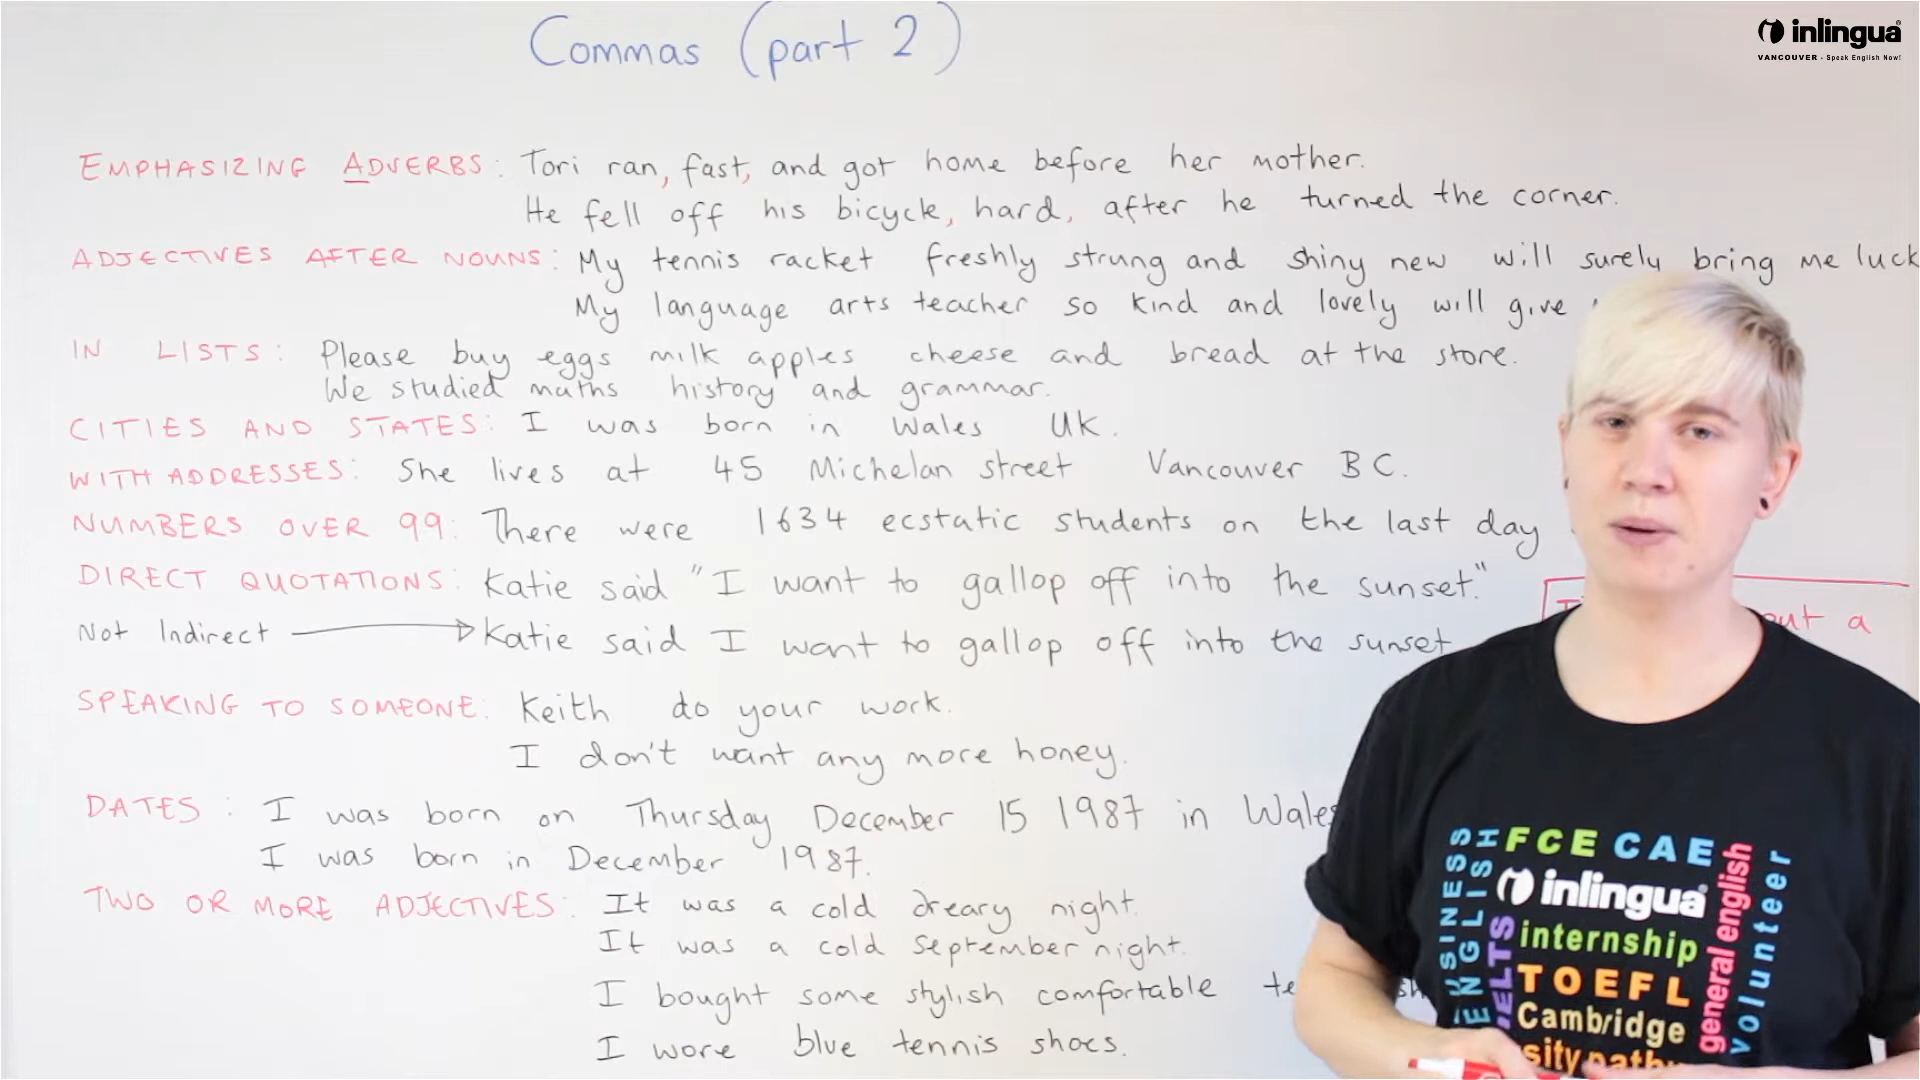 Commas (part 2)
inlingua®
VANCOUVER - Speak English Now!
EMPHASIZING ADVERBS: Tori ran, fast, and got home before her mother.
He fell off his bicycle, hard, after he turned the corner.
ADJECTIVES AFTER NOUNS: My tennis racket freshly strung and shiny new will surely bring me luck
My language arts teacher so kind and lovely will give
IN LISTS: Please buy eggs milk apples cheese and bread at the store.
We studied maths history and grammar.
CITIES AND STATES: I was born in Wales UK.
WITH ADDRESSES: She lives at 45 Michelan street Vancouver BC.
NUMBERS OVER 99: There were 1634 ecstatic students on the last day
DIRECT QUOTATIONS: Katie said "I want to gallop off into the sunset."
Not Indirect Katie said I want to gallop off into the sunset
a
SPEAKING TO SOMEONE: Keith do your work.
I don't want any more honey.
DATES: I was born on Thursday December 15 1987 in Wales
I was born in December 1987.
TWO OR MORE ADJECTIVES: It was a cold dreary night.
It was a cold September night.
I bought some stylish comfortable
I wore blue tennis shoes.
FCE CAE
inlingua
internship
TOEFL
Cambridge
general english
volunteer
ENGLISH